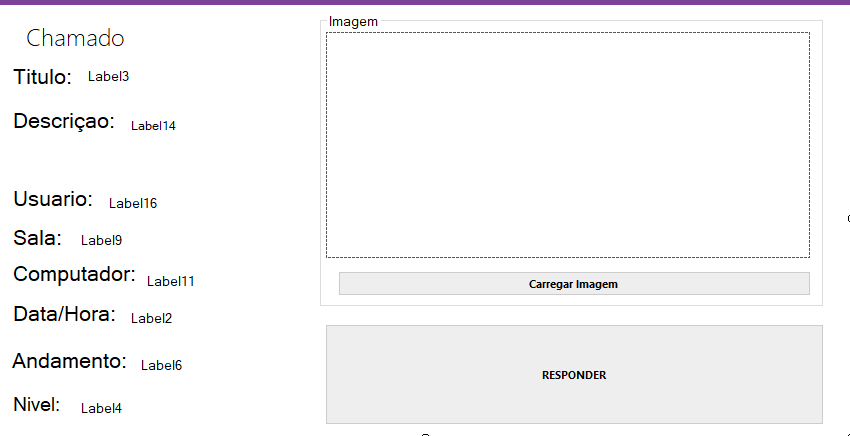 Chamado
Titulo: Label3
Descriçao: Label14
Usuario: Label16
Sala: Label9
Computador: Label11
Data/Hora: Label2
Andamento: Label6
Nivel: Label4
Imagem
Carregar Imagem
RESPONDER